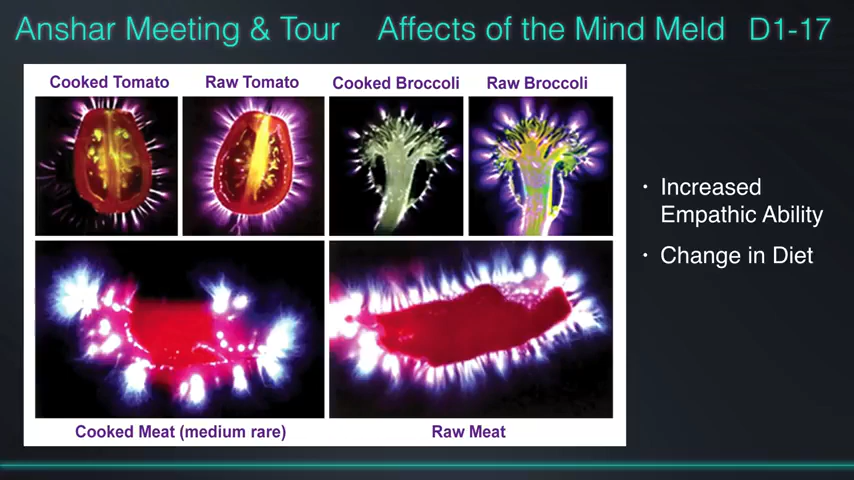 Anshar Meeting & Tour Affects of the Mind Meld D1-17
Cooked Tomato Raw Tomato Cooked Broccoli Raw Broccoli
Cooked Meat (medium rare) Raw Meat
• Increased
Empathic Ability
• Change in Diet